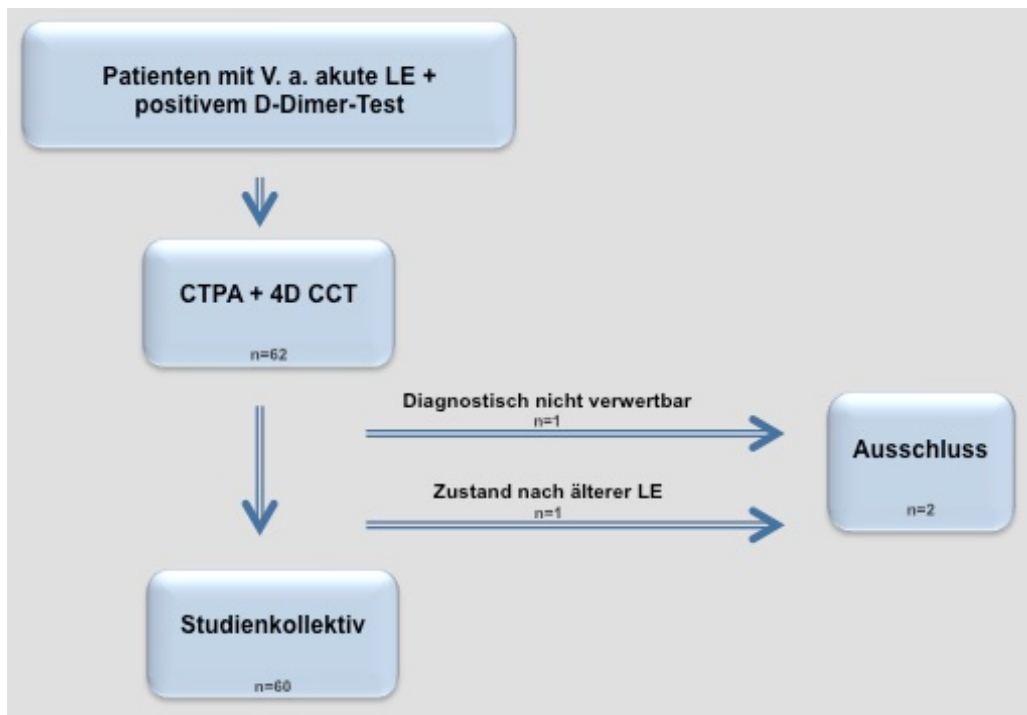 Patienten mit V. a. akute LE +
positivem D-Dimer-Test
CTPA + 4D CCT
n=62
Diagnostisch nicht verwertbar
n=1
Zustand nach älterer LE
n=1
Ausschluss
n=2
Studienkollektiv
n=60